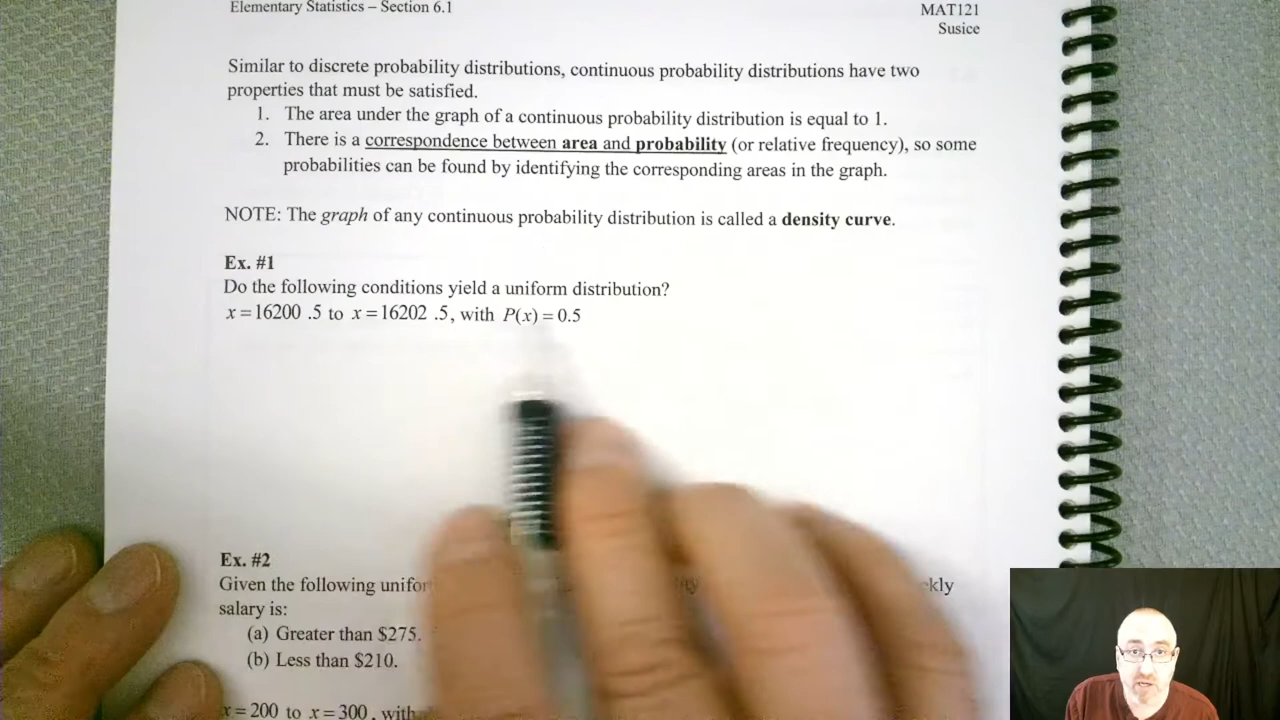 Elementary Statistics – Section 6.1
MAT121
Susice
Similar to discrete probability distributions, continuous probability distributions have two
properties that must be satisfied.
1. The area under the graph of a continuous probability distribution is equal to 1.
2. There is a correspondence between area and probability (or relative frequency), so some
probabilities can be found by identifying the corresponding areas in the graph.
NOTE: The graph of any continuous probability distribution is called a density curve.
Ex. #1
Do the following conditions yield a uniform distribution?
x = 16200 .5 to x = 16202 .5, with P(x) = 0.5
Ex. #2
Given the following
salary is:
(a) Greater than $275.
(b) Less than $210.
x = 200 to x = 300 , with